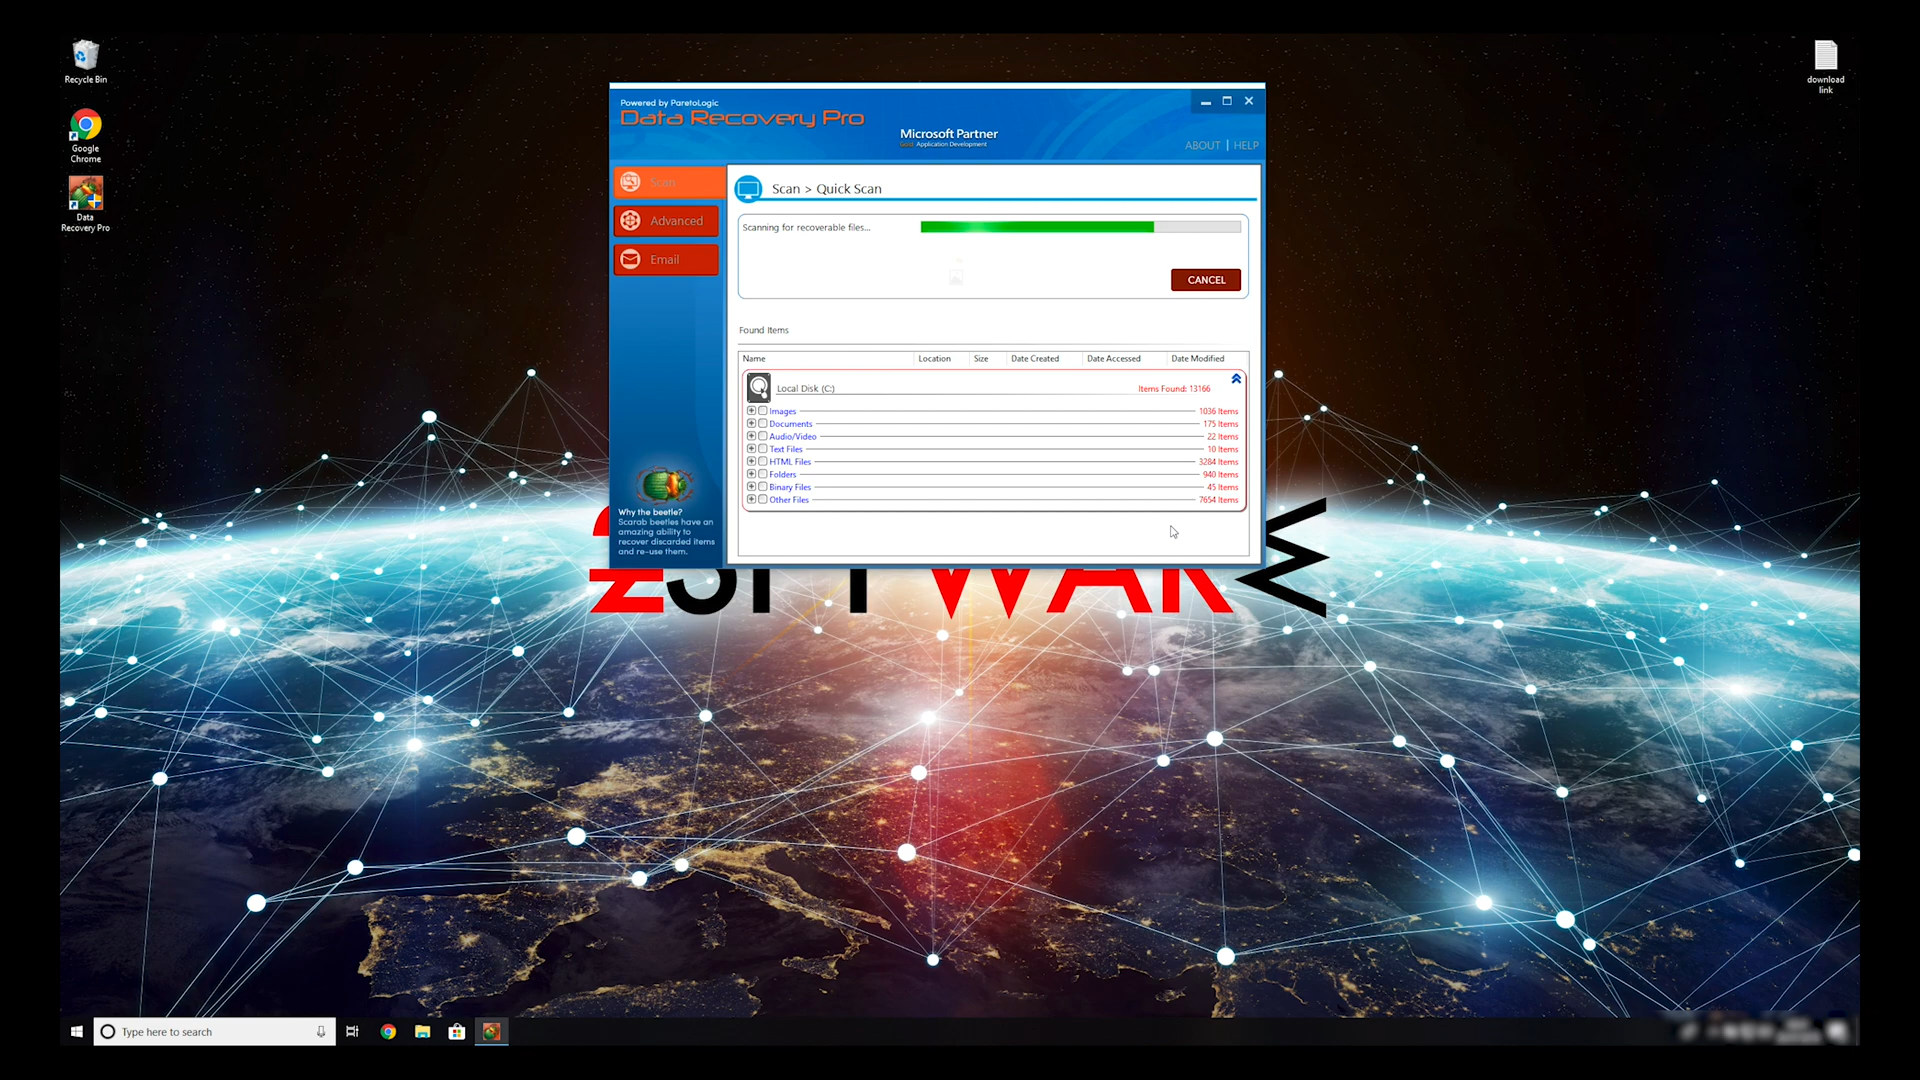 Recycle Bin
Google
Chrome
Data
Recovery Pro
download
link
Powered by ParetoLogic
Data Recovery Pro
Microsoft Partner
Gold Application Development
ABOUT | HELP
Scan
Advanced
Email
Scan > Quick Scan
Scanning for recoverable files...
CANCEL
Found Items
Name Location Size Date Created Date Accessed Date Modified
Local Disk (C:) Items Found: 13166
Images 1036 Items
Documents 175 Items
Audio/Video 22 Items
Text Files 10 Items
HTML Files 3284 Items
Folders 940 Items
Binary Files 45 Items
Other Files 7654 Items
Why the beetle?
Scarab beetles have an
amazing ability to
recover discarded items
and re-use them.
2SPYWARE
Type here to search